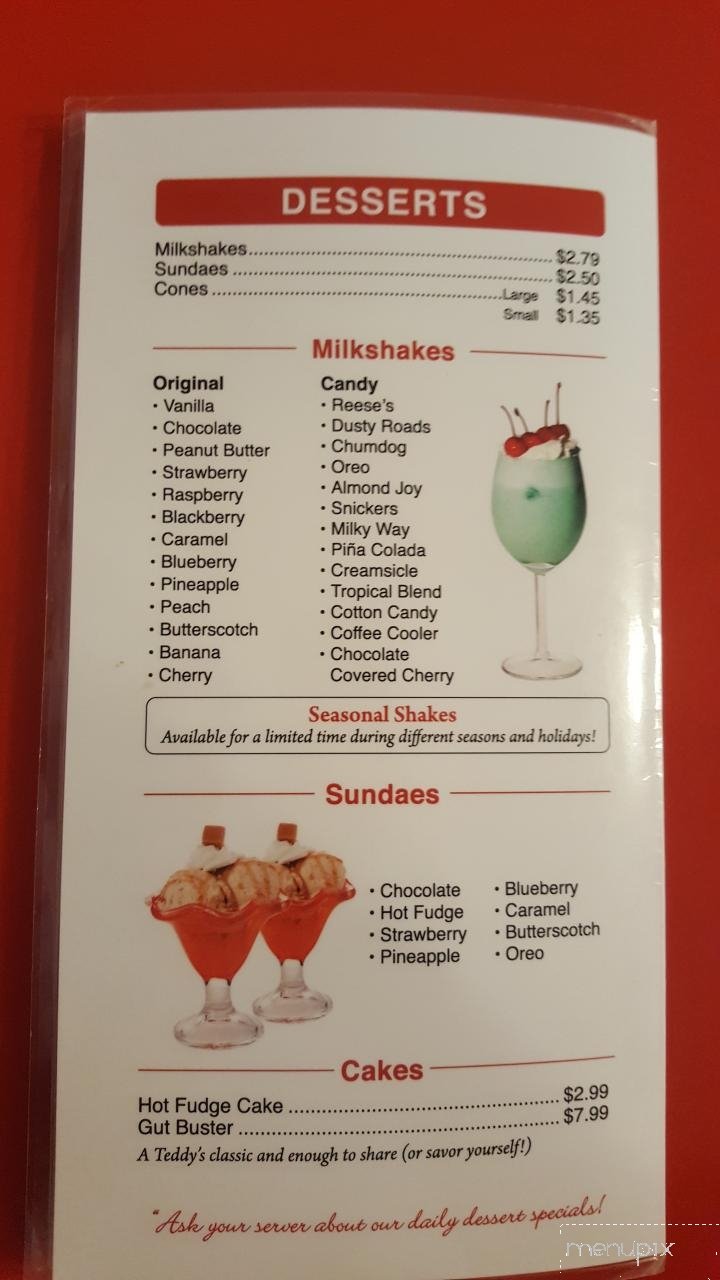 DESSERTS
Milkshakes.......................................................... $2.79
Sundaes .............................................................. $2.50
Cones ........................................................Large $1.45
Small $1.35
Milkshakes
Original
• Vanilla
• Chocolate
• Peanut Butter
• Strawberry
• Raspberry
• Blackberry
• Caramel
• Blueberry
• Pineapple
• Peach
• Butterscotch
• Banana
• Cherry
Candy
• Reese's
• Dusty Roads
• Chumdog
• Oreo
• Almond Joy
• Snickers
• Milky Way
• Piña Colada
• Creamsicle
• Tropical Blend
• Cotton Candy
• Coffee Cooler
• Chocolate
Covered Cherry
Seasonal Shakes
Available for a limited time during different seasons and holidays!
Sundaes
• Chocolate
• Hot Fudge
• Strawberry
• Pineapple
• Blueberry
• Caramel
• Butterscotch
• Oreo
Cakes
Hot Fudge Cake .................................................. $2.99
Gut Buster ............................................................ $7.99
A Teddy's classic and enough to share (or savor yourself!)
"Ask your server about our daily dessert specials!
menupix